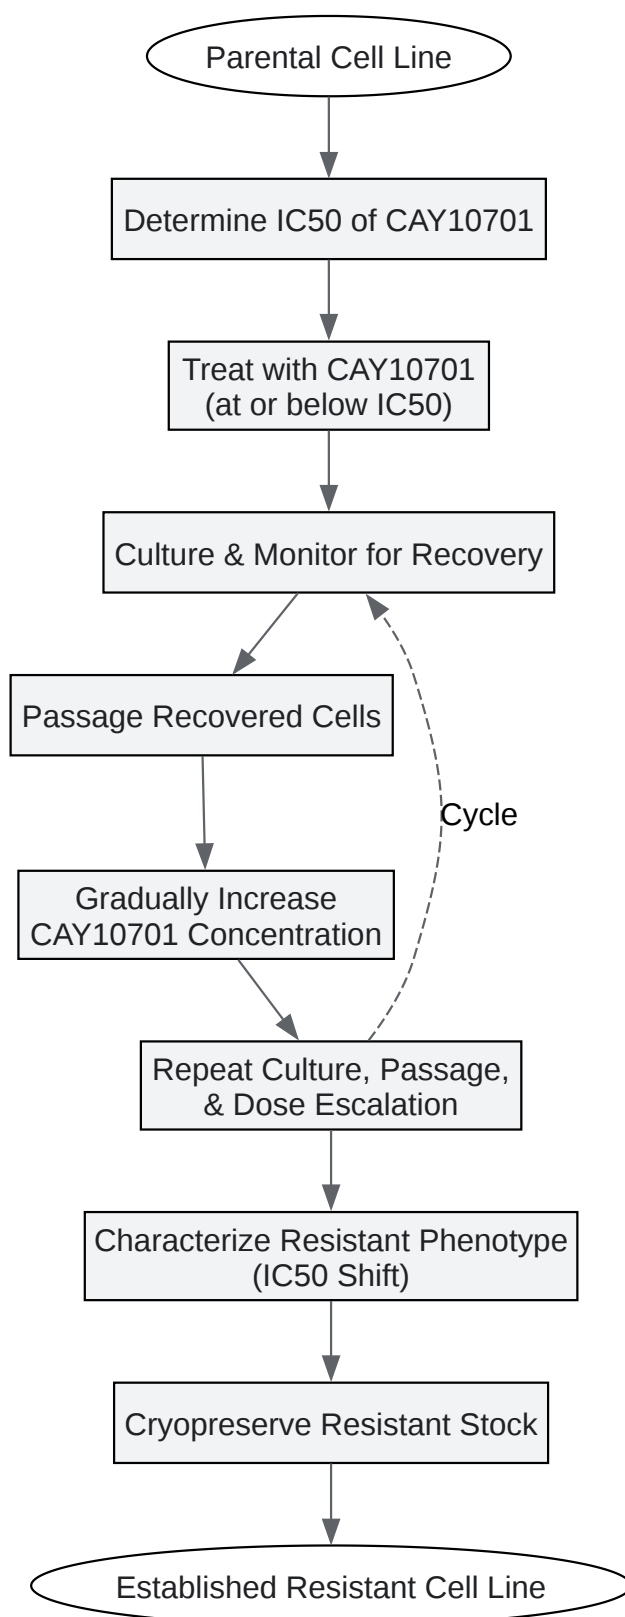 Parental Cell Line
Determine IC50 of CAY10701
Treat with CAY10701
(at or below IC50)
Culture & Monitor for Recovery
Passage Recovered Cells
Cycle
Gradually Increase
CAY10701 Concentration
Repeat Culture, Passage,
& Dose Escalation
Characterize Resistant Phenotype
(IC50 Shift)
Cryopreserve Resistant Stock
Established Resistant Cell Line